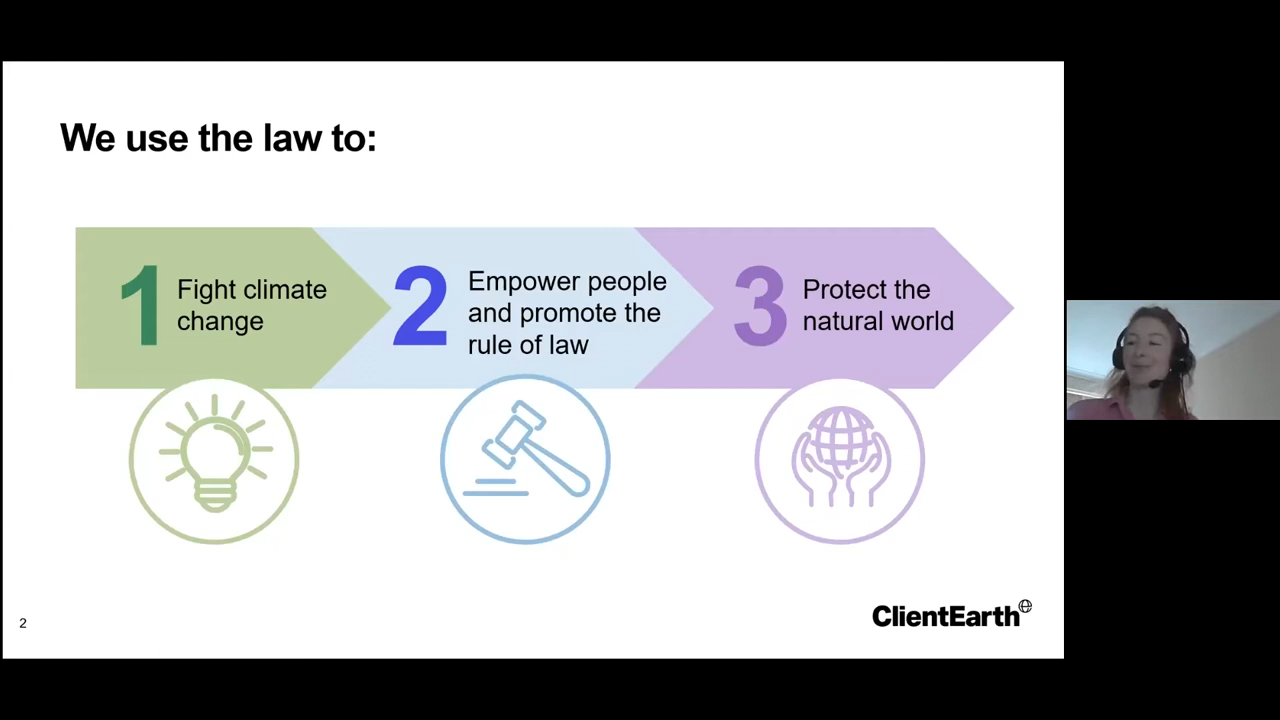 We use the law to:
1
Fight climate
change
2
Empower people
and promote the
rule of law
3
Protect the
natural world
2
ClientEarth